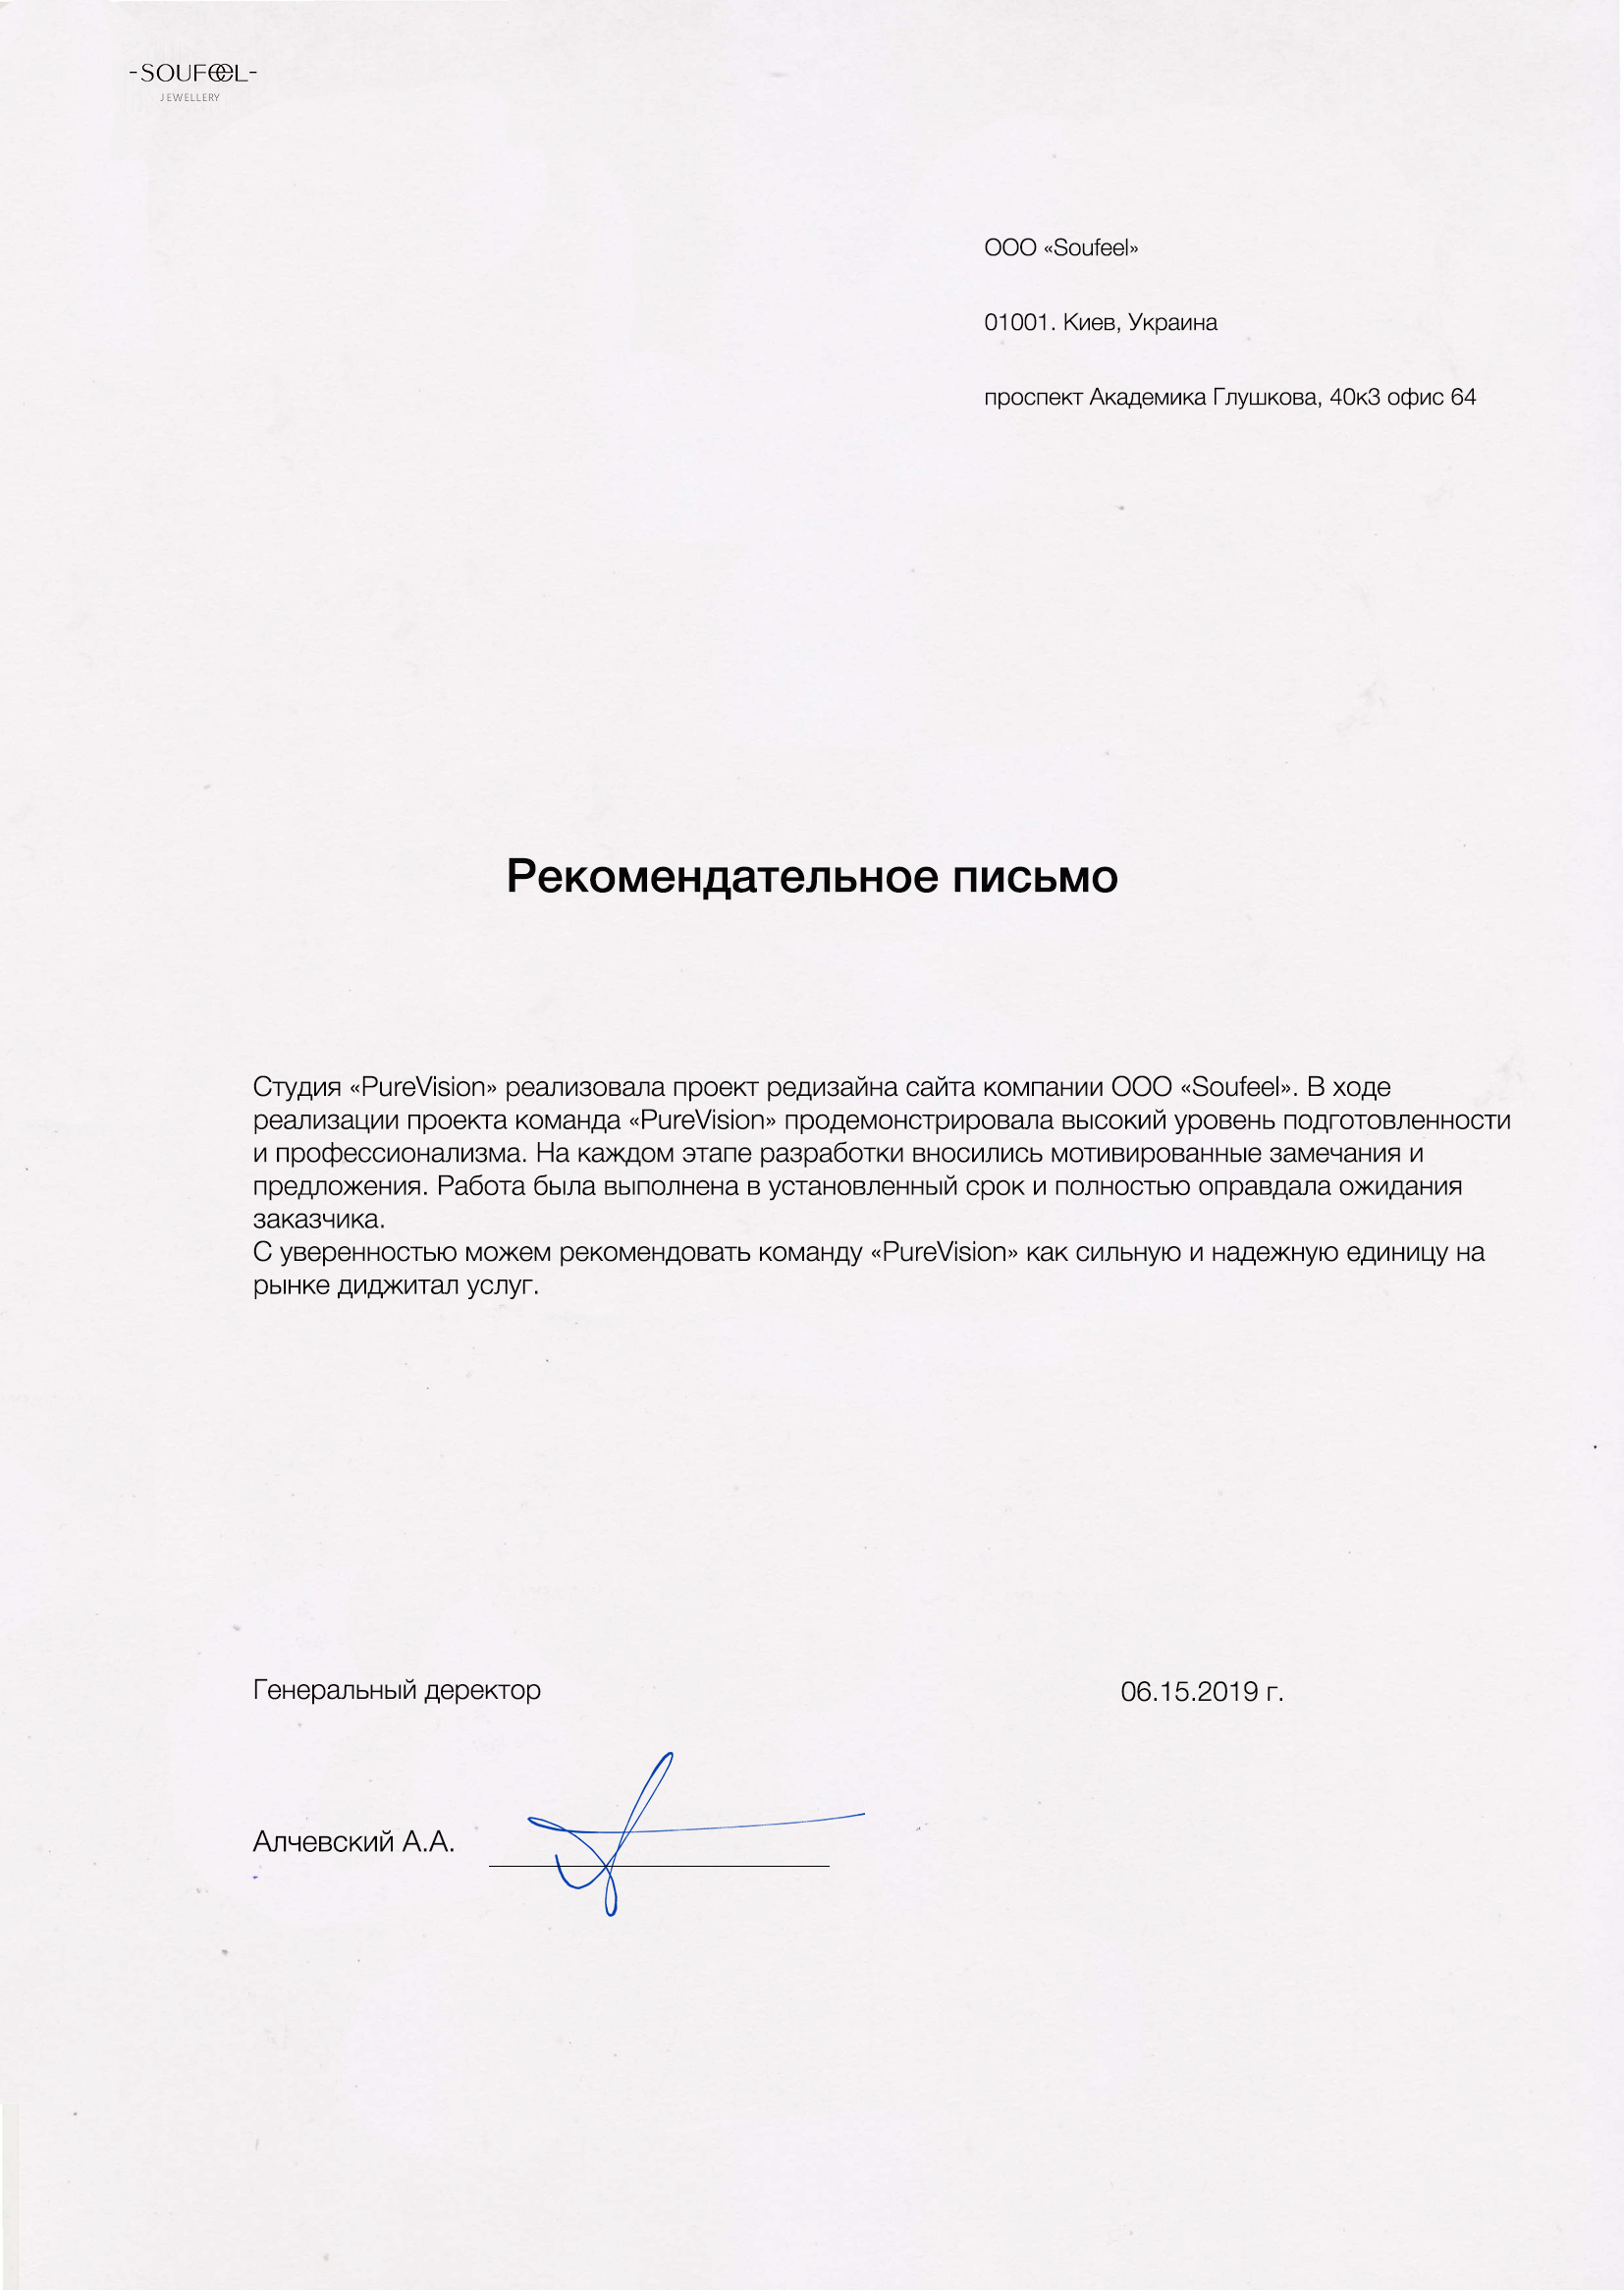 -SOUFEEL-
JEWELLERY
ООО «Soufeel»
01001. Киев, Украина
проспект Академика Глушкова, 40к3 офис 64
Рекомендательное письмо
Студия «PureVision» реализовала проект редизайна сайта компании ООО «Soufeel». В ходе
реализации проекта команда «PureVision» продемонстрировала высокий уровень подготовленности
и профессионализма. На каждом этапе разработки вносились мотивированные замечания и
предложения. Работа была выполнена в установленный срок и полностью оправдала ожидания
заказчика.
С уверенностью можем рекомендовать команду «PureVision» как сильную и надежную единицу на
рынке диджитал услуг.
Генеральный деректор
06.15.2019 г.
Алчевский А.А.